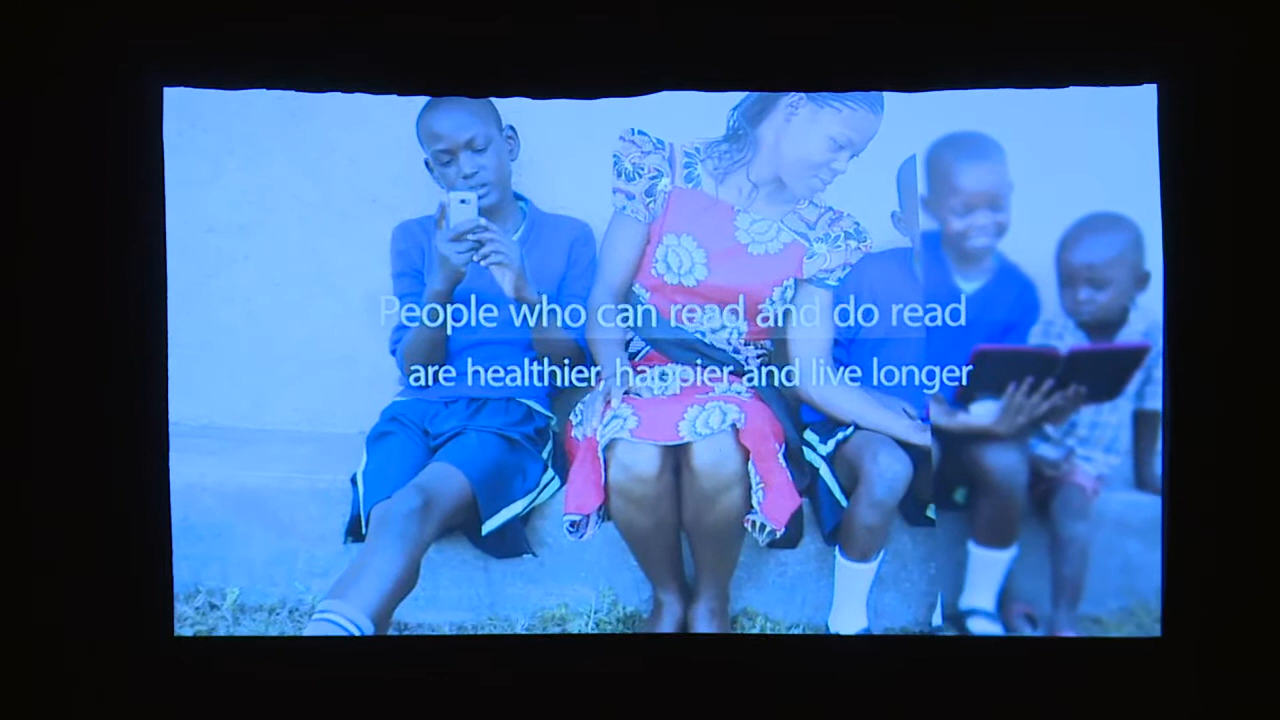 People who can read and do read
are healthier, happier and live longer